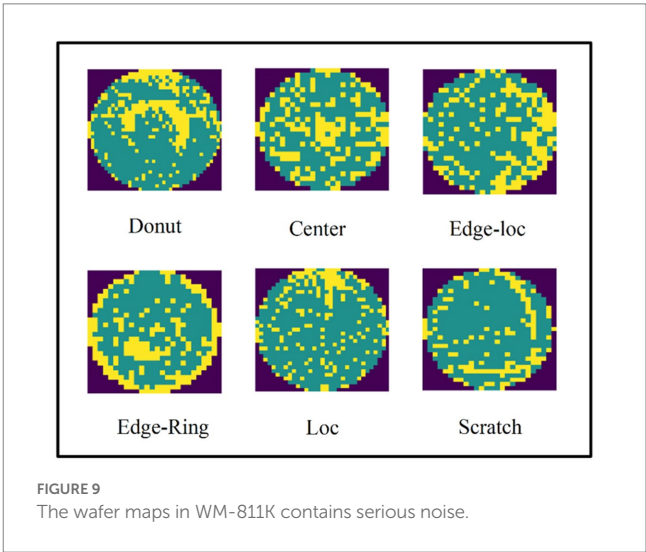 Donut Center Edge-loc
Edge-Ring Loc Scratch
FIGURE 9
The wafer maps in WM-811K contains serious noise.